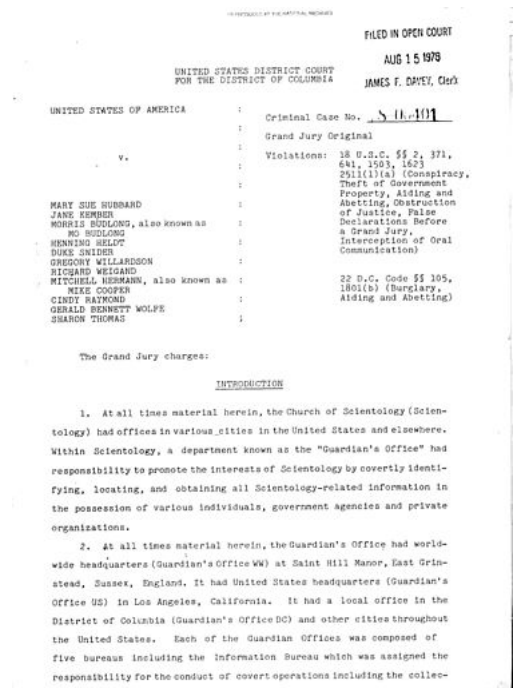 REPRODUCED AT THE NATIONAL ARCHIVES
FILED IN OPEN COURT
AUG 15 1978
JAMES F. DAVEY, Clerk
UNITED STATES DISTRICT COURT
FOR THE DISTRICT OF COLUMBIA
UNITED STATES OF AMERICA
v.
MARY SUE HUBBARD
JANE KEMBER
MORRIS BUDLONG, also known as
MO BUDLONG
HENNING HELDT
DUKE SNIDER
GREGORY WILLARDSON
RICHARD WEIGAND
MITCHELL HERMANN, also known as
MIKE COOPER
CINDY RAYMOND
GERALD BENNETT WOLFE
SHARON THOMAS
:
:
:
:
:
:
:
:
:
:
:
:
Criminal Case No.
Grand Jury Original
Violations: 18 U.S.C. §§ 2, 371,
641, 1503, 1623
2511(1)(a) (Conspiracy,
Theft of Government
Property, Aiding and
Abetting, Obstruction
of Justice, False
Declarations Before
a Grand Jury,
Interception of Oral
Communication)
22 D.C. Code §§ 105,
1801(b) (Burglary,
Aiding and Abetting)
The Grand Jury charges:
INTRODUCTION
1. At all times material herein, the Church of Scientology (Scien-
tology) had offices in various cities in the United States and elsewhere.
Within Scientology, a department known as the "Guardian's Office" had
responsibility to promote the interests of Scientology by covertly identi-
fying, locating, and obtaining all Scientology-related information in
the possession of various individuals, government agencies and private
organizations.
2. At all times material herein, the Guardian's Office had world-
wide headquarters (Guardian's Office WW) at Saint Hill Manor, East Grin-
stead, Sussex, England. It had United States headquarters (Guardian's
Office US) in Los Angeles, California. It had a local office in the
District of Columbia (Guardian's Office DC) and other cities throughout
the United States. Each of the Guardian Offices was composed of
five bureaus including the Information Bureau which was assigned the
responsibility for the conduct of covert operations including the collec-